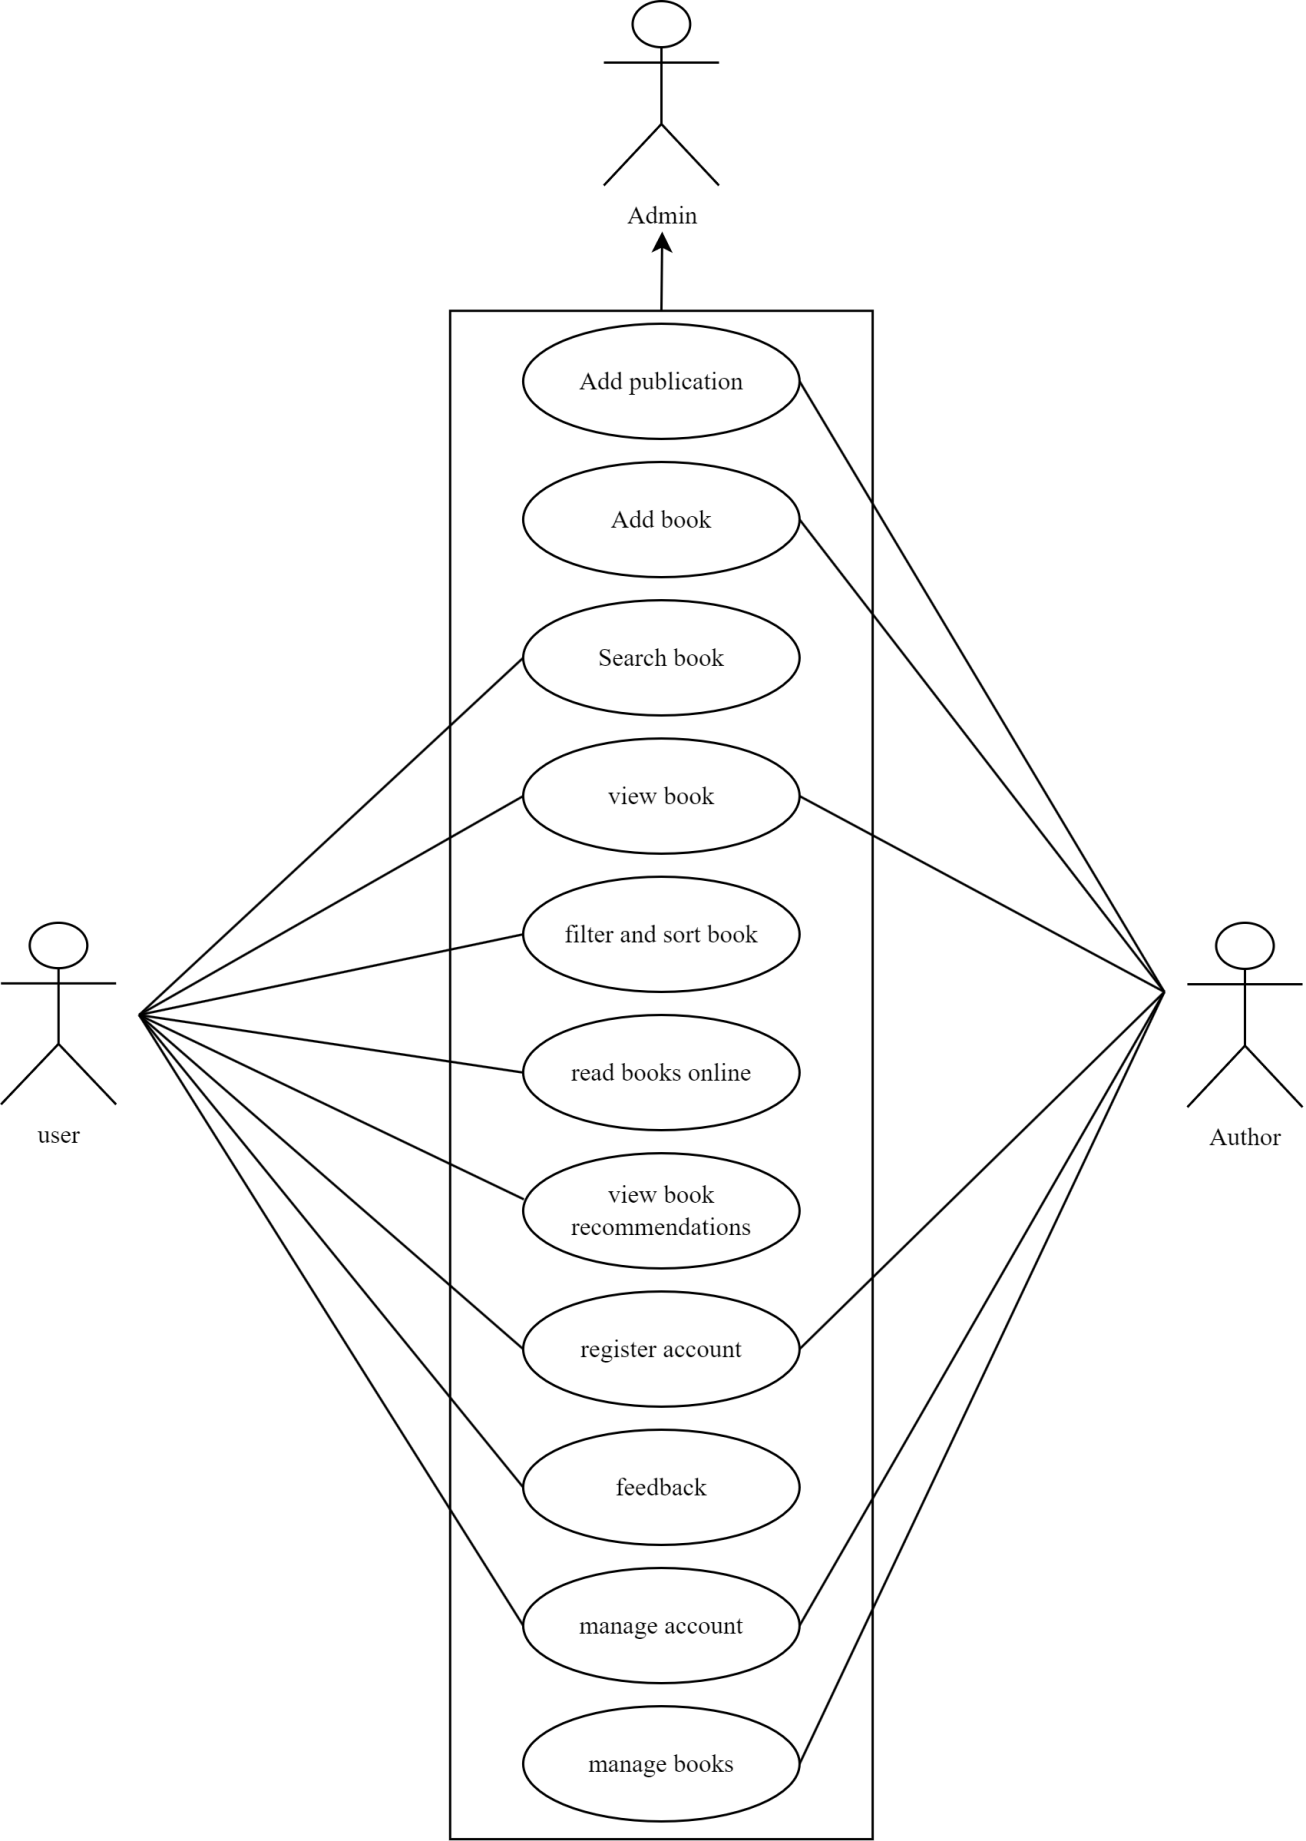 Admin
Add publication
Add book
Search book
view book
filter and sort book
read books online
user
Author
view book
recommendations
register account
feedback
manage account
manage books